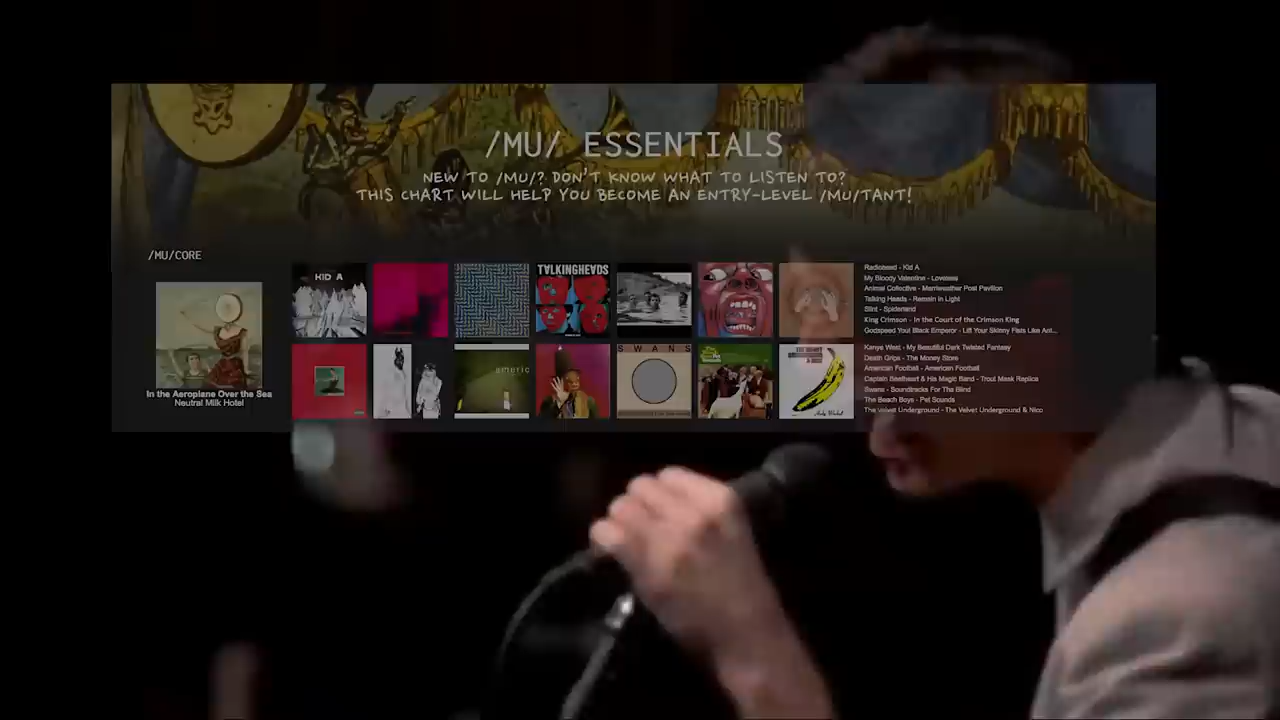 /MU/ ESSENTIALS
NEW TO /MU/? DON'T KNOW WHAT TO LISTEN TO?
THIS CHART WILL HELP YOU BECOME AN ENTRY-LEVEL /MU/TANT!
/MU/CORE
In the Aeroplane Over the Sea
Neutral Milk Hotel
KID A
TALKING HEADS
americ
SWANS
Andy Warhol
Radiohead - Kid A
My Bloody Valentine - Loveless
Animal Collective - Merriweather Post Pavilion
Talking Heads - Remain in Light
Slint - Spiderland
King Crimson - In the Court of the Crimson King
Godspeed You! Black Emperor - Lift Your Skinny Fists Like Ant...
Kanye West - My Beautiful Dark Twisted Fantasy
Death Grips - The Money Store
American Football - American Football
Captain Beefheart & His Magic Band - Trout Mask Replica
Swans - Soundtracks For The Blind
The Beach Boys - Pet Sounds
The Velvet Underground - The Velvet Underground & Nico